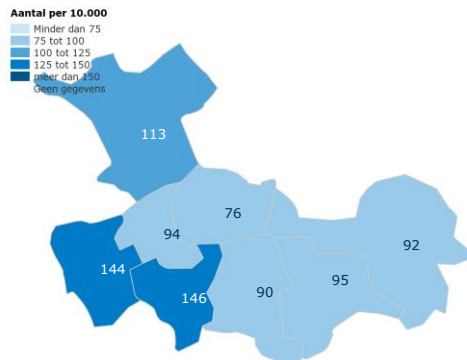 Aantal per 10.000
Minder dan 75
75 tot 100
100 tot 125
125 tot 150
meer dan 150
Geen gegevens
113
76
94
92
144
146
90
95